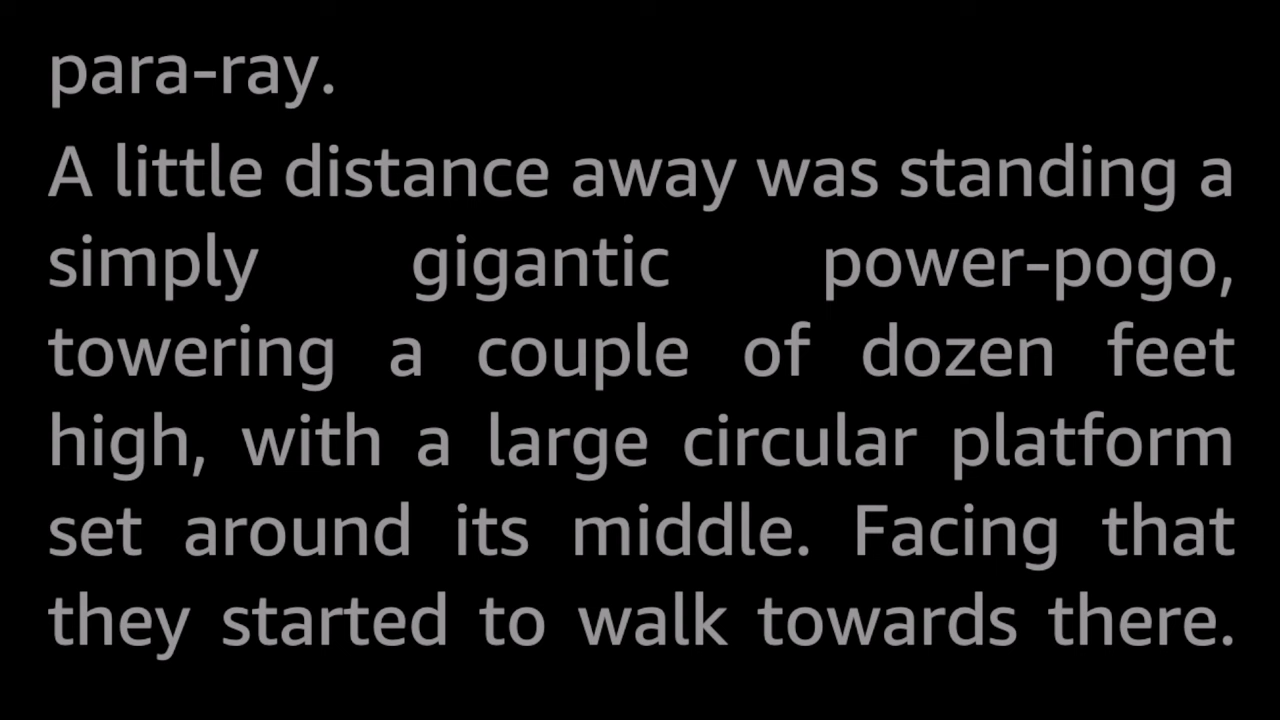 para-ray.
A little distance away was standing a
simply gigantic power-pogo,
towering a couple of dozen feet
high, with a large circular platform
set around its middle. Facing that
they started to walk towards there.